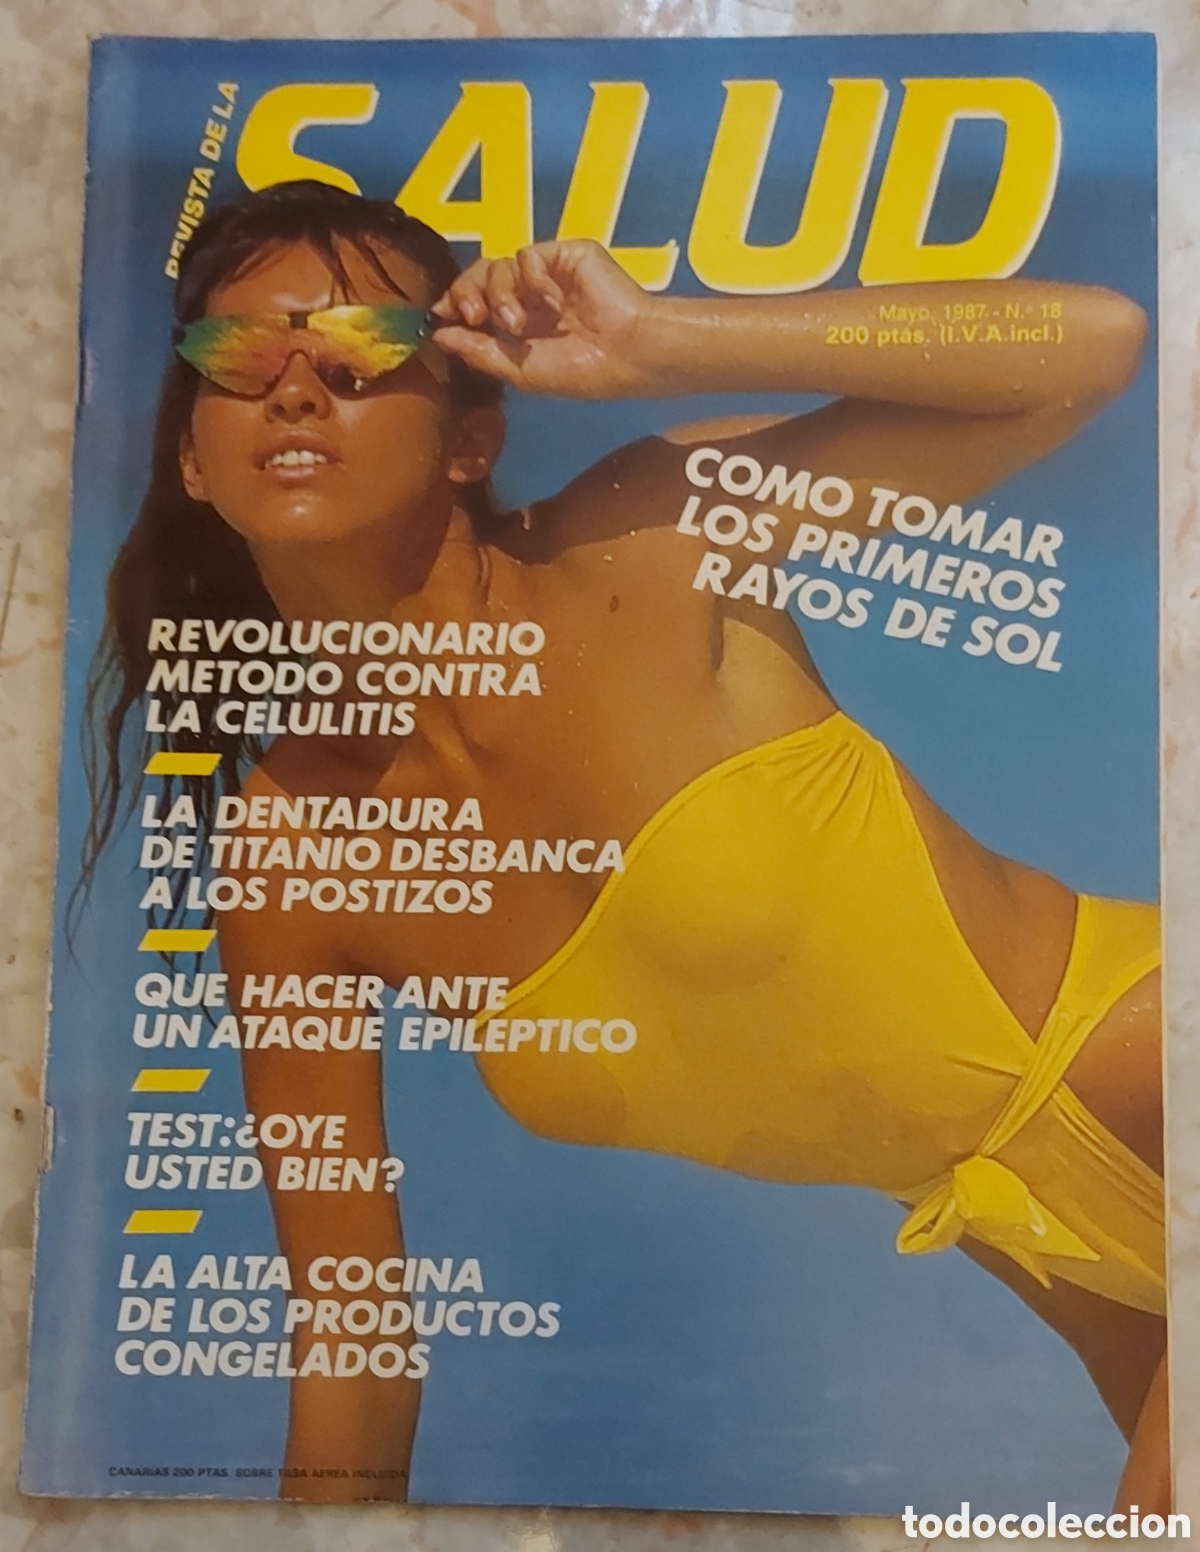 REVISTA DE LA
SALUD
Mayo, 1987 - N.º 18
200 ptas. (I.V.A.incl.)
COMO TOMAR
LOS PRIMEROS
RAYOS DE SOL
REVOLUCIONARIO
METODO CONTRA
LA CELULITIS
LA DENTADURA
DE TITANIO DESBANCA
A LOS POSTIZOS
QUE HACER ANTE
UN ATAQUE EPILEPTICO
TEST:¿OYE
USTED BIEN?
LA ALTA COCINA
DE LOS PRODUCTOS
CONGELADOS
CANARIAS 200 PTAS. SOBRE TASA AEREA INCLUIDA
todocoleccion